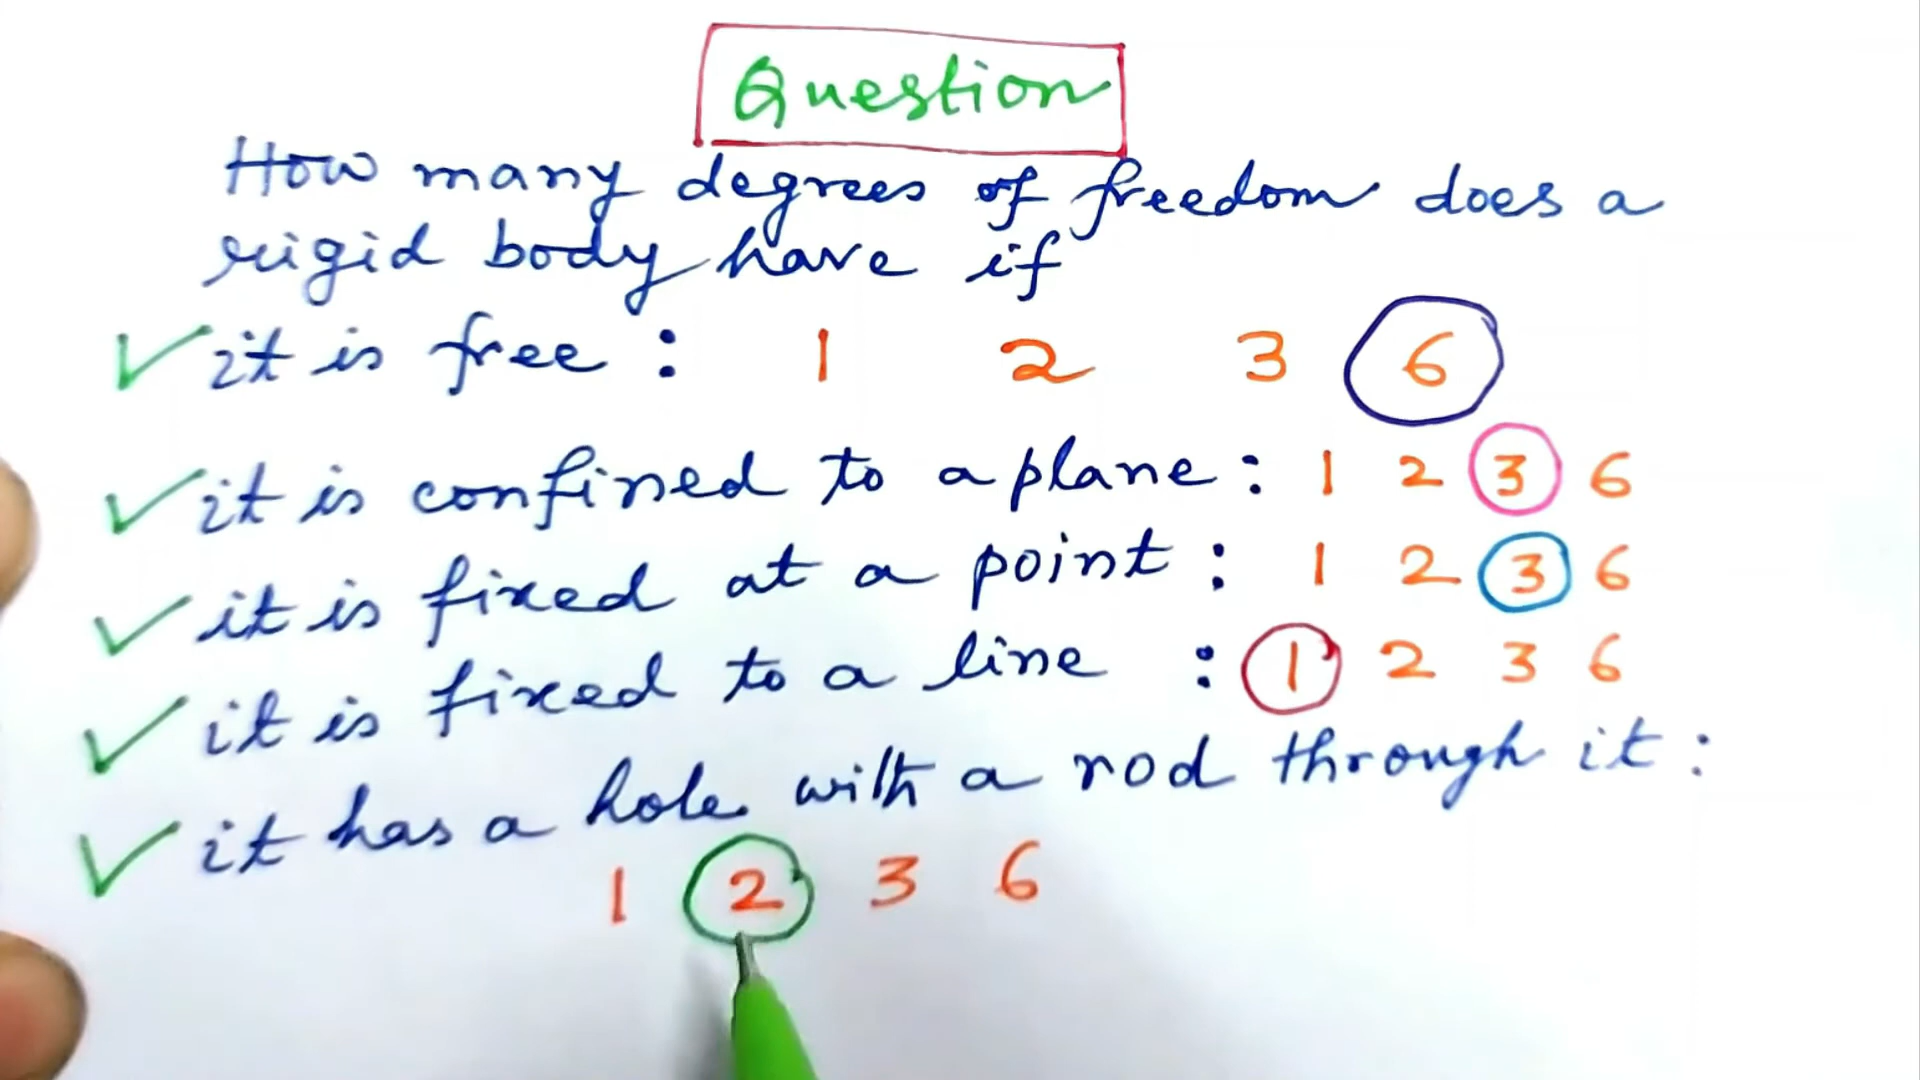 Question
How many degrees of freedom does a
rigid body have if
it is free : 1 2 3 6
it is confined to a plane : 1 2 3 6
it is fixed at a point : 1 2 3 6
it is fixed to a line : 1 2 3 6
it has a hole with a rod through it :
1 2 3 6